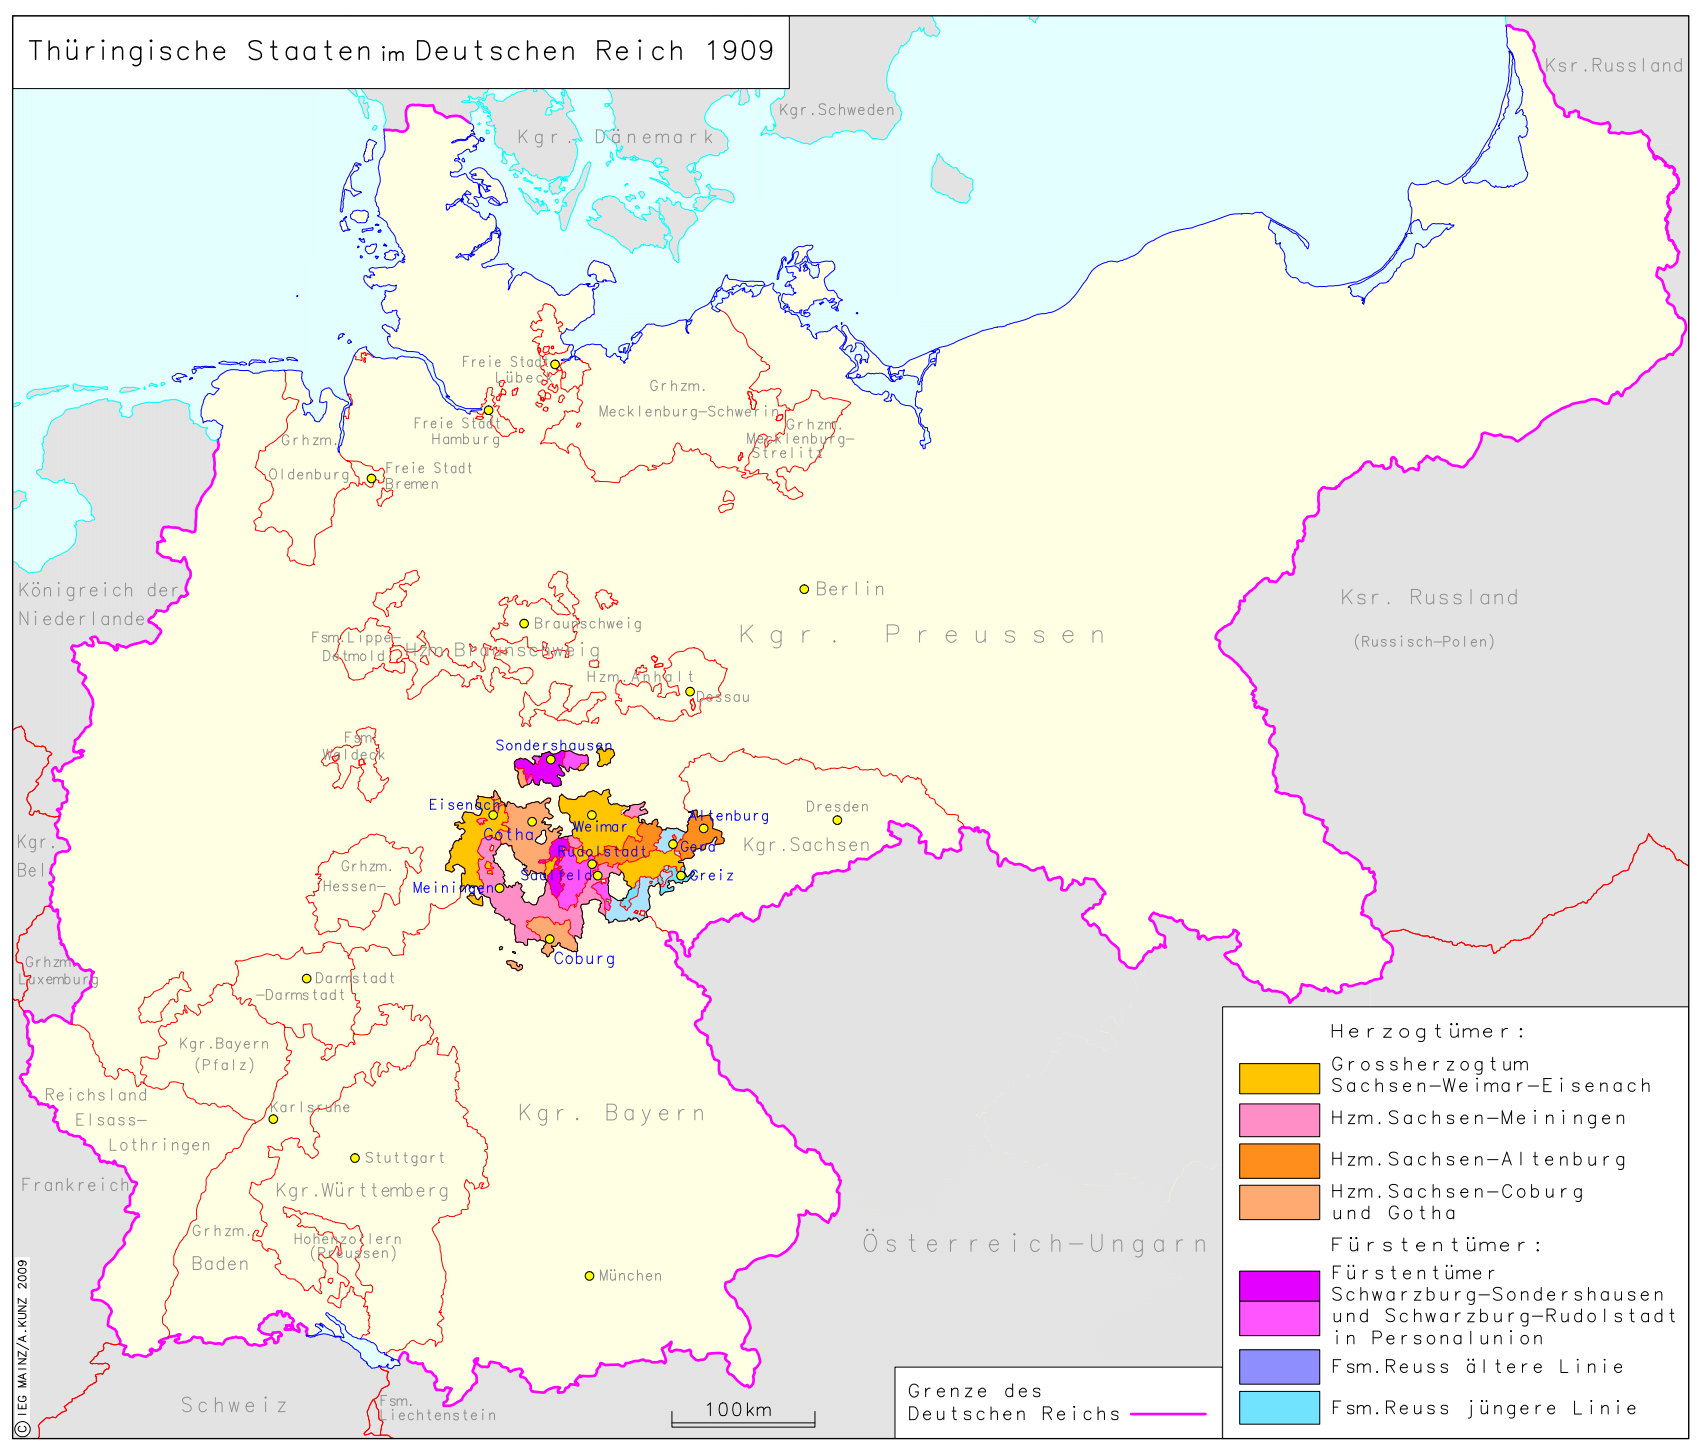 Thüringische Staaten im Deutschen Reich 1909
Ksr.Russland
Kgr.Schweden
Kgr. Dänemark
Freie Stadt
Lübeck
Grhzm.
Mecklenburg-Schwerin
Freie Stadt
Hamburg
Grhzm.
Mecklenburg-
Strelitz
Grhzm.
Oldenburg
Freie Stadt
Bremen
Königreich der
Niederlande
Berlin
Ksr. Russland
(Russisch-Polen)
Braunschweig
Kgr. Preussen
Fsm.Lippe-
Detmold
Hzm.Braunschweig
Hzm.Anhalt
Dessau
Fsm.
Waldeck
Sondershausen
Eisenach
Gotha
Weimar
Altenburg
Dresden
Kgr.Sachsen
Gera
Rudolstadt
Saalfeld
Greiz
Meiningen
Coburg
Kgr.
Bel
Grhzm.
Hessen-
Grhzm.
Luxemburg
Darmstadt
-Darmstadt
Kgr.Bayern
(Pfalz)
Reichsland
Elsass-
Lothringen
Karlsruhe
Kgr. Bayern
Stuttgart
Frankreich
Kgr.Württemberg
Grhzm.
Baden
Hohenzollern
(Preussen)
Österreich-Ungarn
München
Schweiz
Fsm.
Liechtenstein
100km
Grenze des
Deutschen Reichs
Herzogtümer:
Grossherzogtum
Sachsen-Weimar-Eisenach
Hzm.Sachsen-Meiningen
Hzm.Sachsen-Altenburg
Hzm.Sachsen-Coburg
und Gotha
Fürstentümer:
Fürstentümer
Schwarzburg-Sondershausen
und Schwarzburg-Rudolstadt
in Personalunion
Fsm.Reuss ältere Linie
Fsm.Reuss jüngere Linie
© IEG MAINZ/A.KUNZ 2009